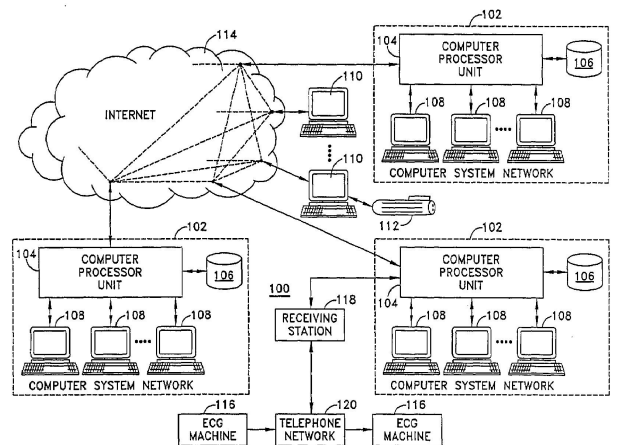 114
102
104
COMPUTER
PROCESSOR
UNIT
106
110
108
108
108
INTERNET
COMPUTER SYSTEM NETWORK
110
112
102
104
COMPUTER
PROCESSOR
UNIT
106
108
108
108
COMPUTER SYSTEM NETWORK
102
COMPUTER
PROCESSOR
UNIT
104
106
108
108
108
COMPUTER SYSTEM NETWORK
100
118
RECEIVING
STATION
116
ECG
MACHINE
120
TELEPHONE
NETWORK
116
ECG
MACHINE